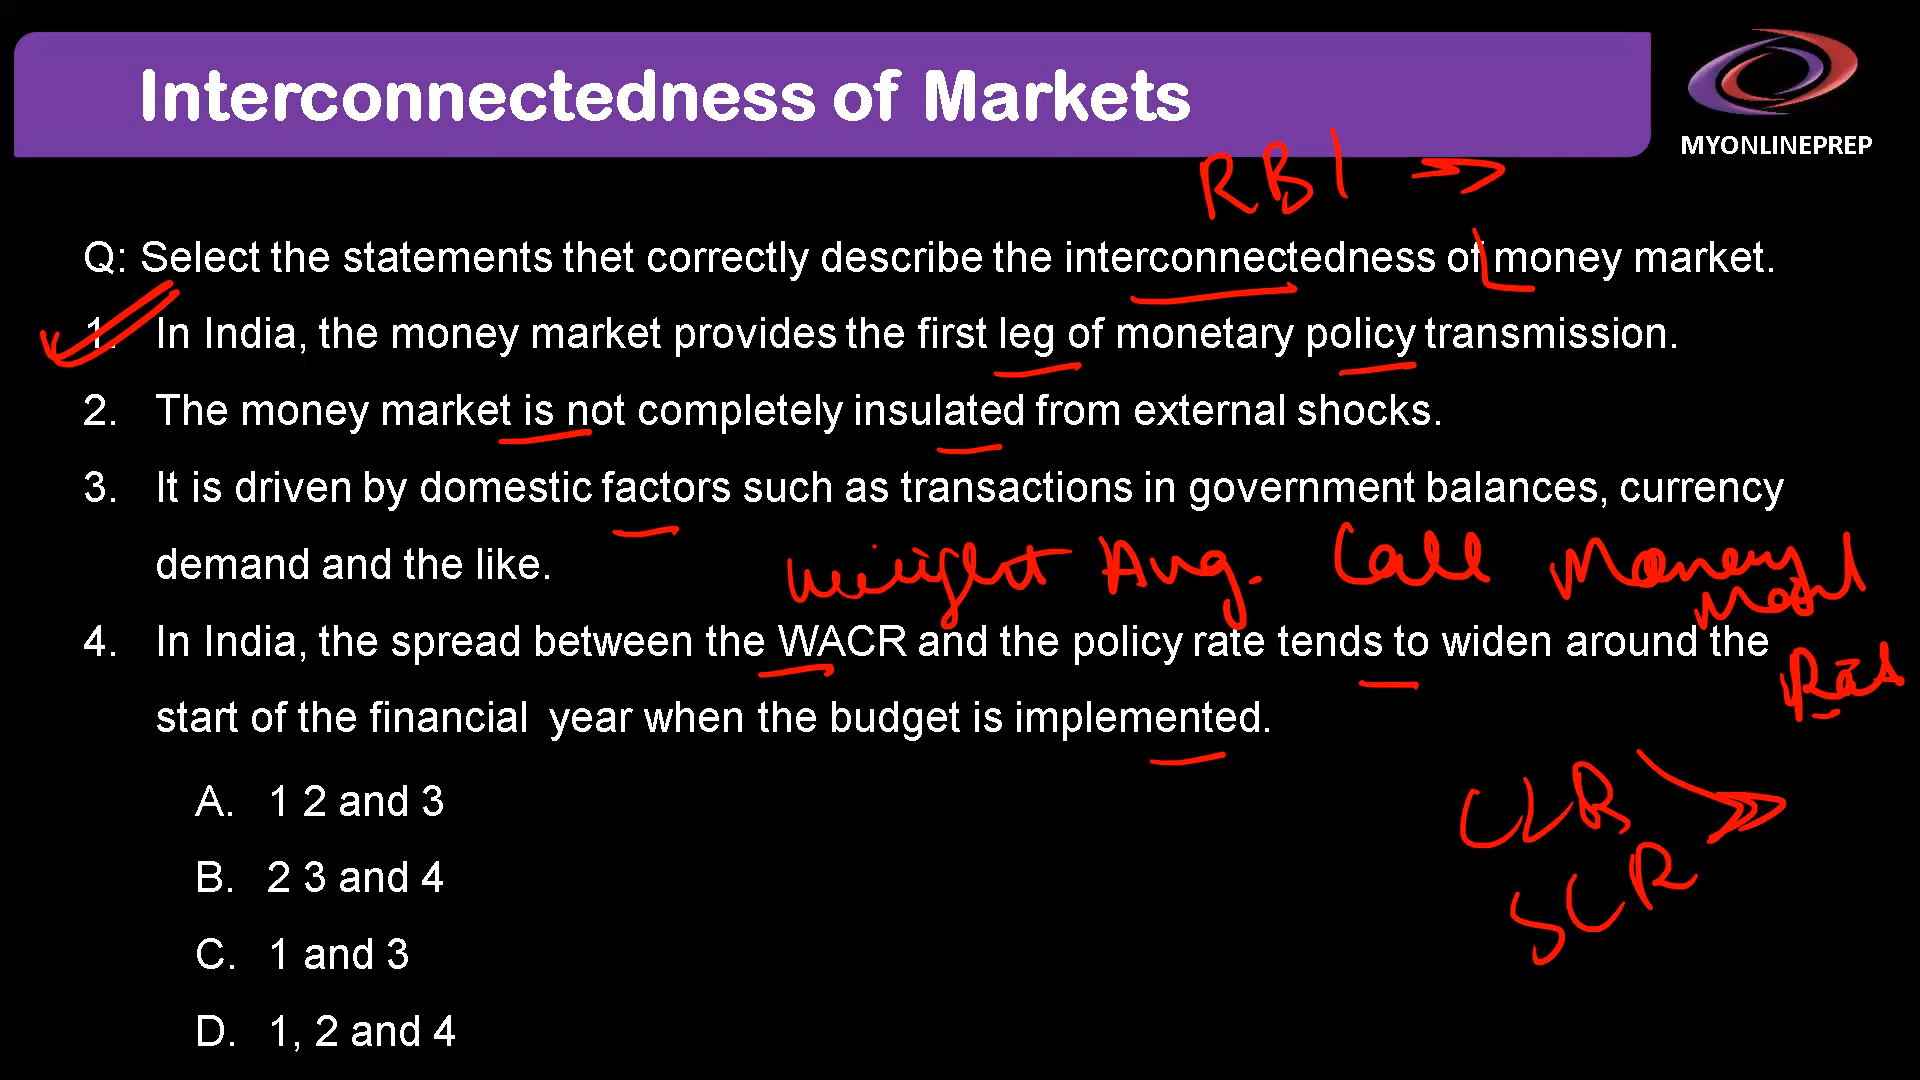 Interconnectedness of Markets
MYONLINEPREP
RBI
Q: Select the statements thet correctly describe the interconnectedness of money market.
1. In India, the money market provides the first leg of monetary policy transmission.
2. The money market is not completely insulated from external shocks.
3. It is driven by domestic factors such as transactions in government balances, currency
demand and the like.
Avg. Call Money
4. In India, the spread between the WACR and the policy rate tends to widen around the
start of the financial year when the budget is implemented.
A. 1 2 and 3
B. 2 3 and 4
C. 1 and 3
D. 1, 2 and 4